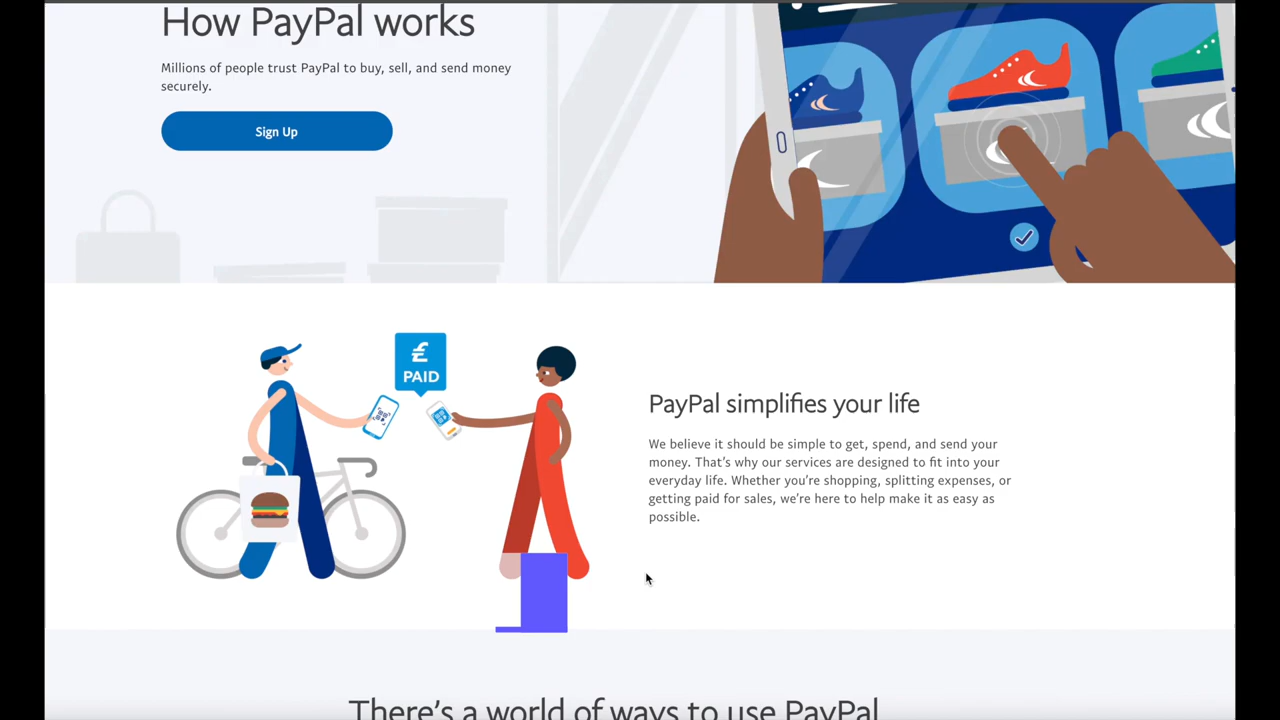 How PayPal works
Millions of people trust PayPal to buy, sell, and send money
securely.
Sign Up
£
PAID
PayPal simplifies your life
We believe it should be simple to get, spend, and send your
money. That's why our services are designed to fit into your
everyday life. Whether you're shopping, splitting expenses, or
getting paid for sales, we're here to help make it as easy as
possible.
There's a world of ways to use PayPal